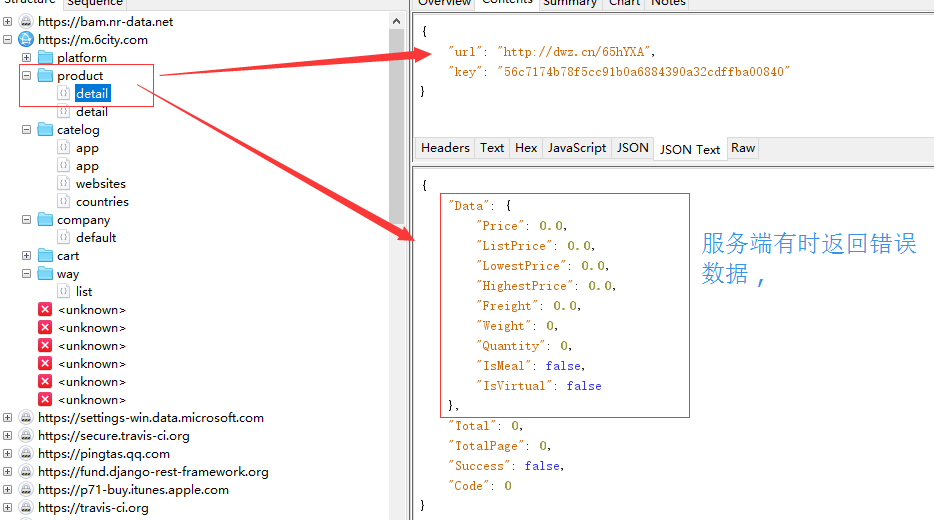 Structure Sequence
https://bam.nr-data.net
https://m.6city.com
platform
product
detail
detail
catelog
app
app
websites
countries
company
default
cart
way
list
<unknown>
<unknown>
<unknown>
<unknown>
<unknown>
<unknown>
https://settings-win.data.microsoft.com
https://secure.travis-ci.org
https://pingtas.qq.com
https://fund.django-rest-framework.org
https://p71-buy.itunes.apple.com
https://travis-ci.org
Overview Contents Summary Chart Notes
{
"url": "http://dwz.cn/65hYXA",
"key": "56c7174b78f5cc91b0a6884390a32cdffba00840"
}
Headers Text Hex JavaScript JSON JSON Text Raw
{
"Data": {
"Price": 0.0,
"ListPrice": 0.0,
"LowestPrice": 0.0,
"HighestPrice": 0.0,
"Freight": 0.0,
"Weight": 0,
"Quantity": 0,
"IsMeal": false,
"IsVirtual": false
},
"Total": 0,
"TotalPage": 0,
"Success": false,
"Code": 0
}
服务端有时返回错误
数据，